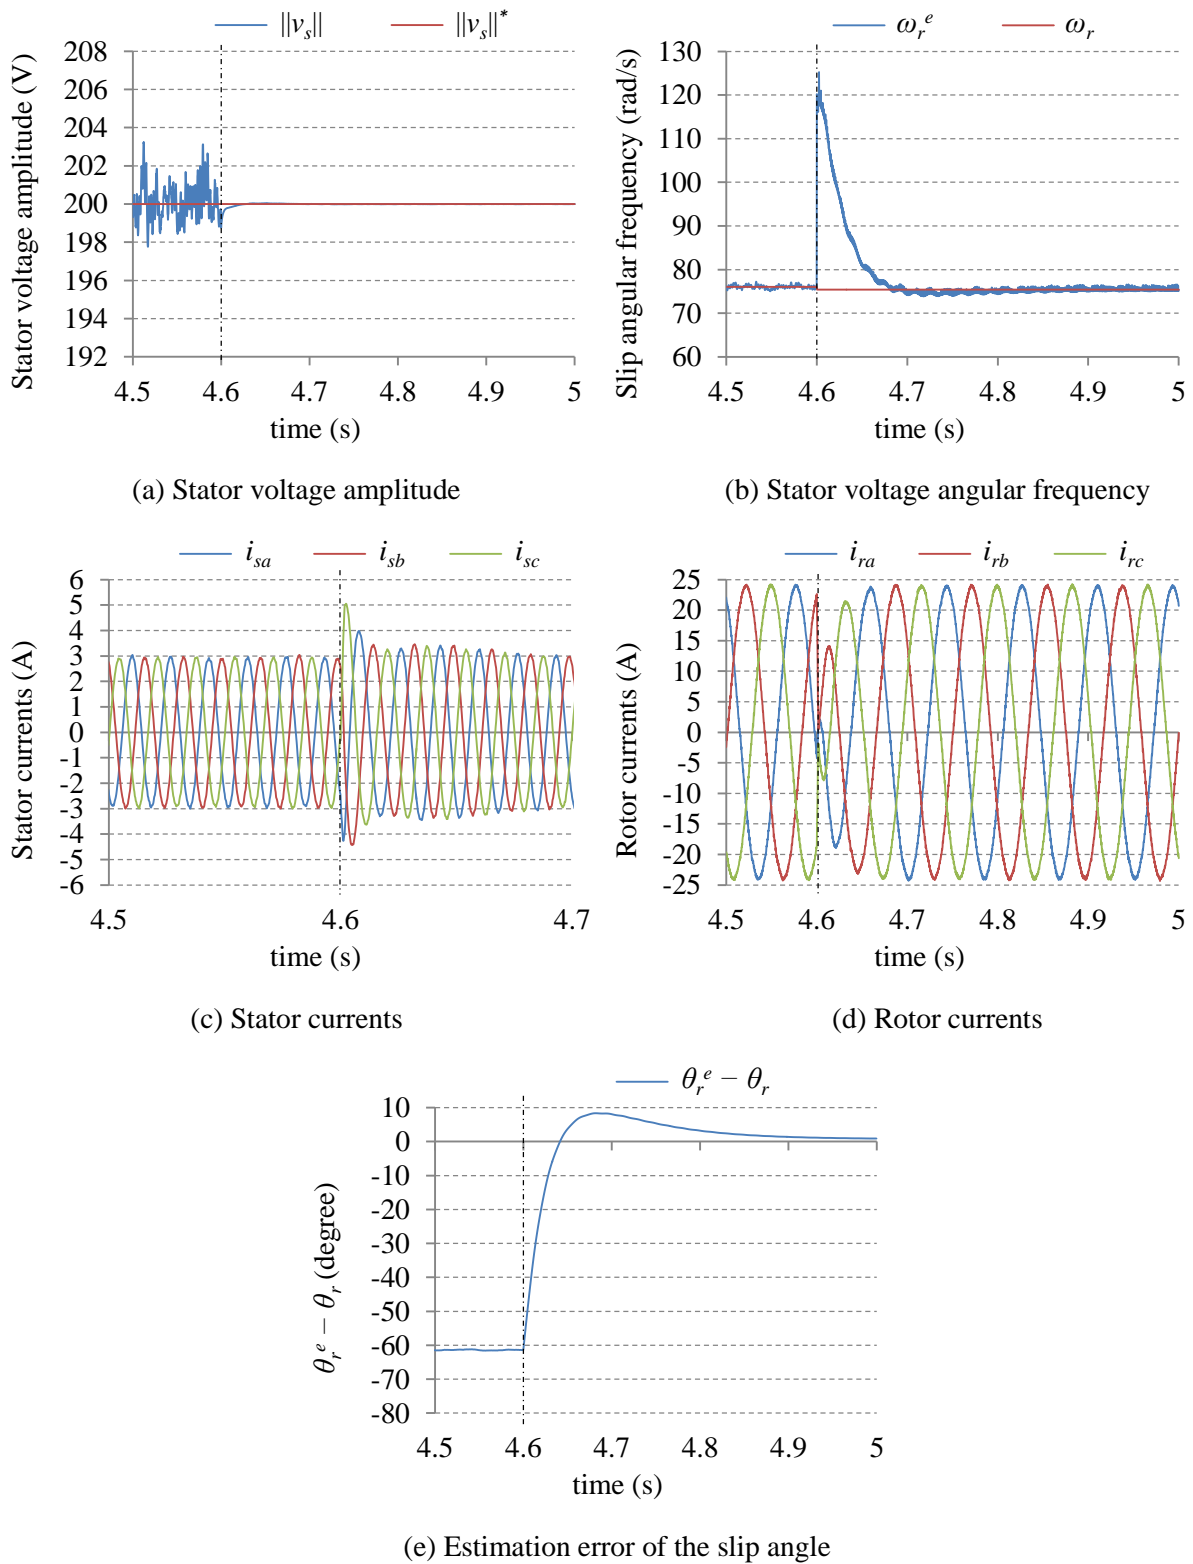 ||v_s|| ||v_s||*
Stator voltage amplitude (V)
208
206
204
202
200
198
196
194
192
4.5 4.6 4.7 4.8 4.9 5
time (s)
(a) Stator voltage amplitude
ω_r^e ω_r
Slip angular frequency (rad/s)
130
120
110
100
90
80
70
60
4.5 4.6 4.7 4.8 4.9 5
time (s)
(b) Stator voltage angular frequency
i_sa i_sb i_sc
Stator currents (A)
6
5
4
3
2
1
0
-1
-2
-3
-4
-5
-6
4.5 4.6 4.7
time (s)
(c) Stator currents
i_ra i_rb i_rc
Rotor currents (A)
25
20
15
10
5
0
-5
-10
-15
-20
-25
4.5 4.6 4.7 4.8 4.9 5
time (s)
(d) Rotor currents
θ_r^e − θ_r
θ_r^e − θ_r (degree)
10
0
-10
-20
-30
-40
-50
-60
-70
-80
4.5 4.6 4.7 4.8 4.9 5
time (s)
(e) Estimation error of the slip angle